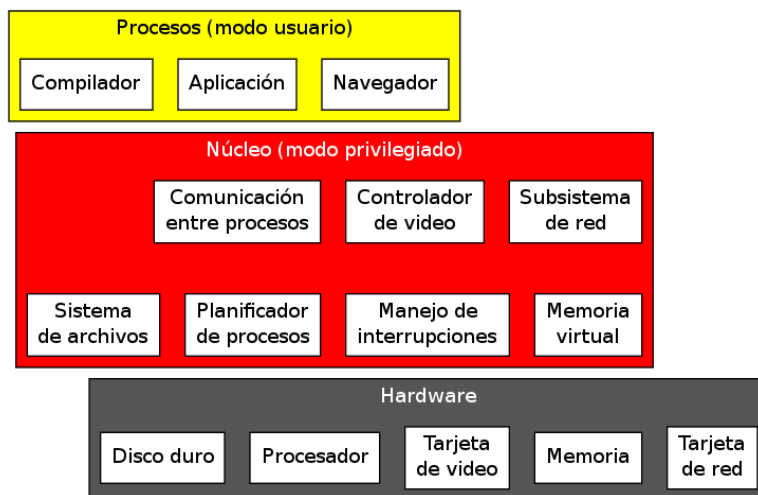 Procesos (modo usuario)
Compilador
Aplicación
Navegador
Núcleo (modo privilegiado)
Comunicación
entre procesos
Controlador
de video
Subsistema
de red
Sistema
de archivos
Planificador
de procesos
Manejo de
interrupciones
Memoria
virtual
Hardware
Disco duro
Procesador
Tarjeta
de video
Memoria
Tarjeta
de red